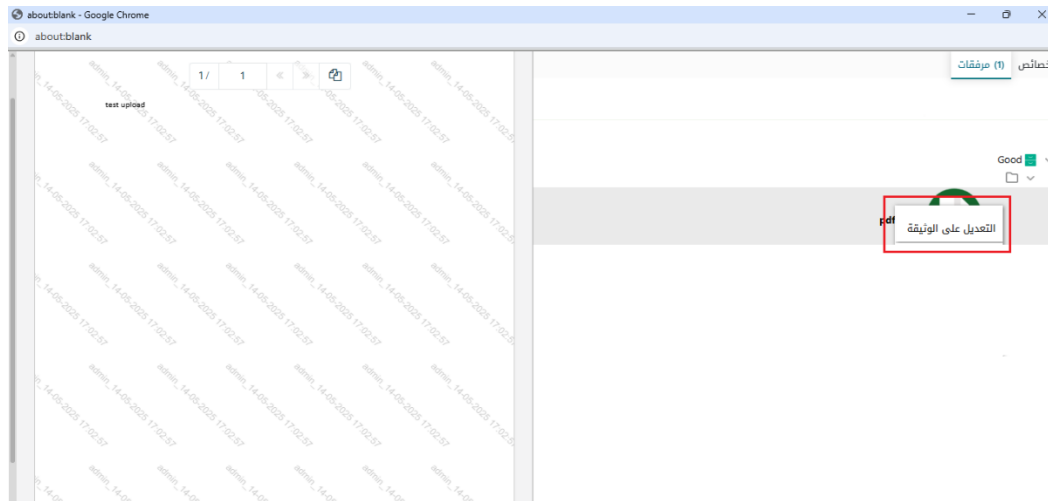 about:blank - Google Chrome
about:blank
1/ 1
test upload
مرفقات (1)
Good
pdf
التعديل على الوثيقة
admin_14-05-2025 17:02:57